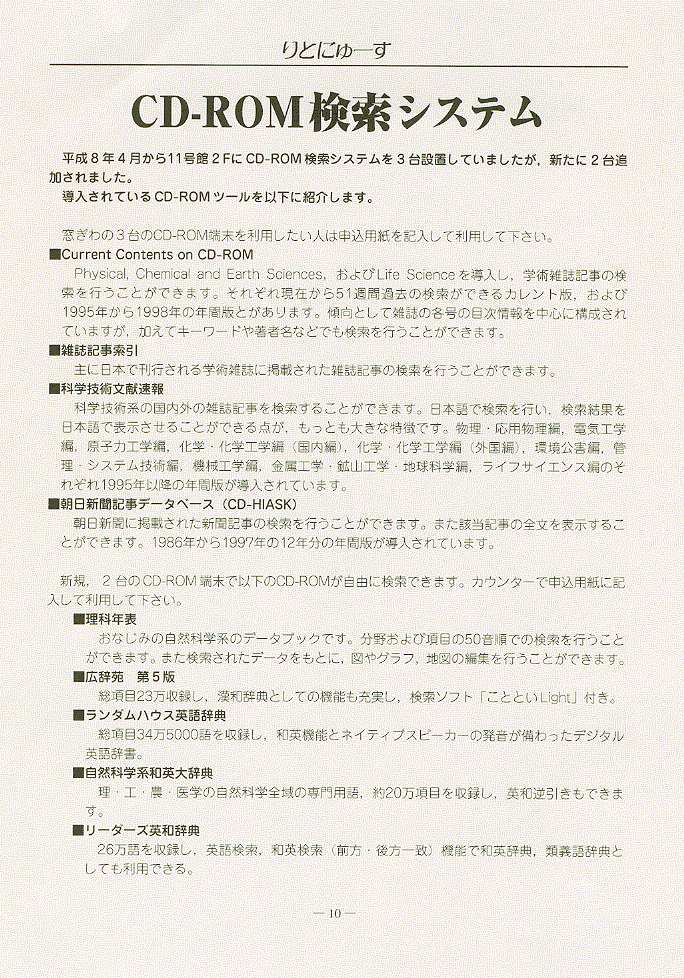 りとにゅーす
CD-ROM検索システム
平成８年４月から11号館２FにCD-ROM検索システムを３台設置していましたが，新たに２台追
加されました。
導入されているCD-ROMツールを以下に紹介します。
窓ぎわの３台のCD-ROM端末を利用したい人は申込用紙を記入して利用して下さい。
■Current Contents on CD-ROM
Physical, Chemical and Earth Sciences，およびLife Scienceを導入し，学術雑誌記事の検
索を行うことができます。それぞれ現在から51週間過去の検索ができるカレント版，および
1995年から1998年の年間版とがあります。傾向として雑誌の各号の目次情報を中心に構成され
ていますが，加えてキーワードや著者名などでも検索を行うことができます。
■雑誌記事索引
主に日本で刊行される学術雑誌に掲載された雑誌記事の検索を行うことができます。
■科学技術文献速報
科学技術系の国内外の雑誌記事を検索することができます。日本語で検索を行い，検索結果を
日本語で表示させることができる点が，もっとも大きな特徴です。物理・応用物理編，電気工学
編，原子力工学編，化学・化学工学編（国内編），化学・化学工学編（外国編），環境公害編，管
理・システム技術編，機械工学編，金属工学・鉱山工学・地球科学編，ライフサイエンス編のそ
れぞれ1995年以降の年間版が導入されています。
■朝日新聞記事データベース（CD-HIASK）
朝日新聞に掲載された新聞記事の検索を行うことができます。また該当記事の全文を表示するこ
とができます。1986年から1997年の12年分の年間版が導入されています。
新規，２台のCD-ROM端末で以下のCD-ROMが自由に検索できます。カウンターで申込用紙に記
入して利用して下さい。
■理科年表
おなじみの自然科学系のデータブックです。分野および項目の50音順での検索を行うこと
ができます。また検索されたデータをもとに，図やグラフ，地図の編集を行うことができます。
■広辞苑　第５版
総項目23万収録し，漢和辞典としての機能も充実し，検索ソフト「ことといLight」付き。
■ランダムハウス英語辞典
総項目34万5000語を収録し，和英機能とネイティブスピーカーの発音が備わったデジタル
英語辞書。
■自然科学系和英大辞典
理・工・農・医学の自然科学全域の専門用語，約20万項目を収録し，英和逆引きもできま
す。
■リーダーズ英和辞典
26万語を収録し，英語検索，和英検索（前方・後方一致）機能で和英辞典，類義語辞典と
しても利用できる。
― 10 ―